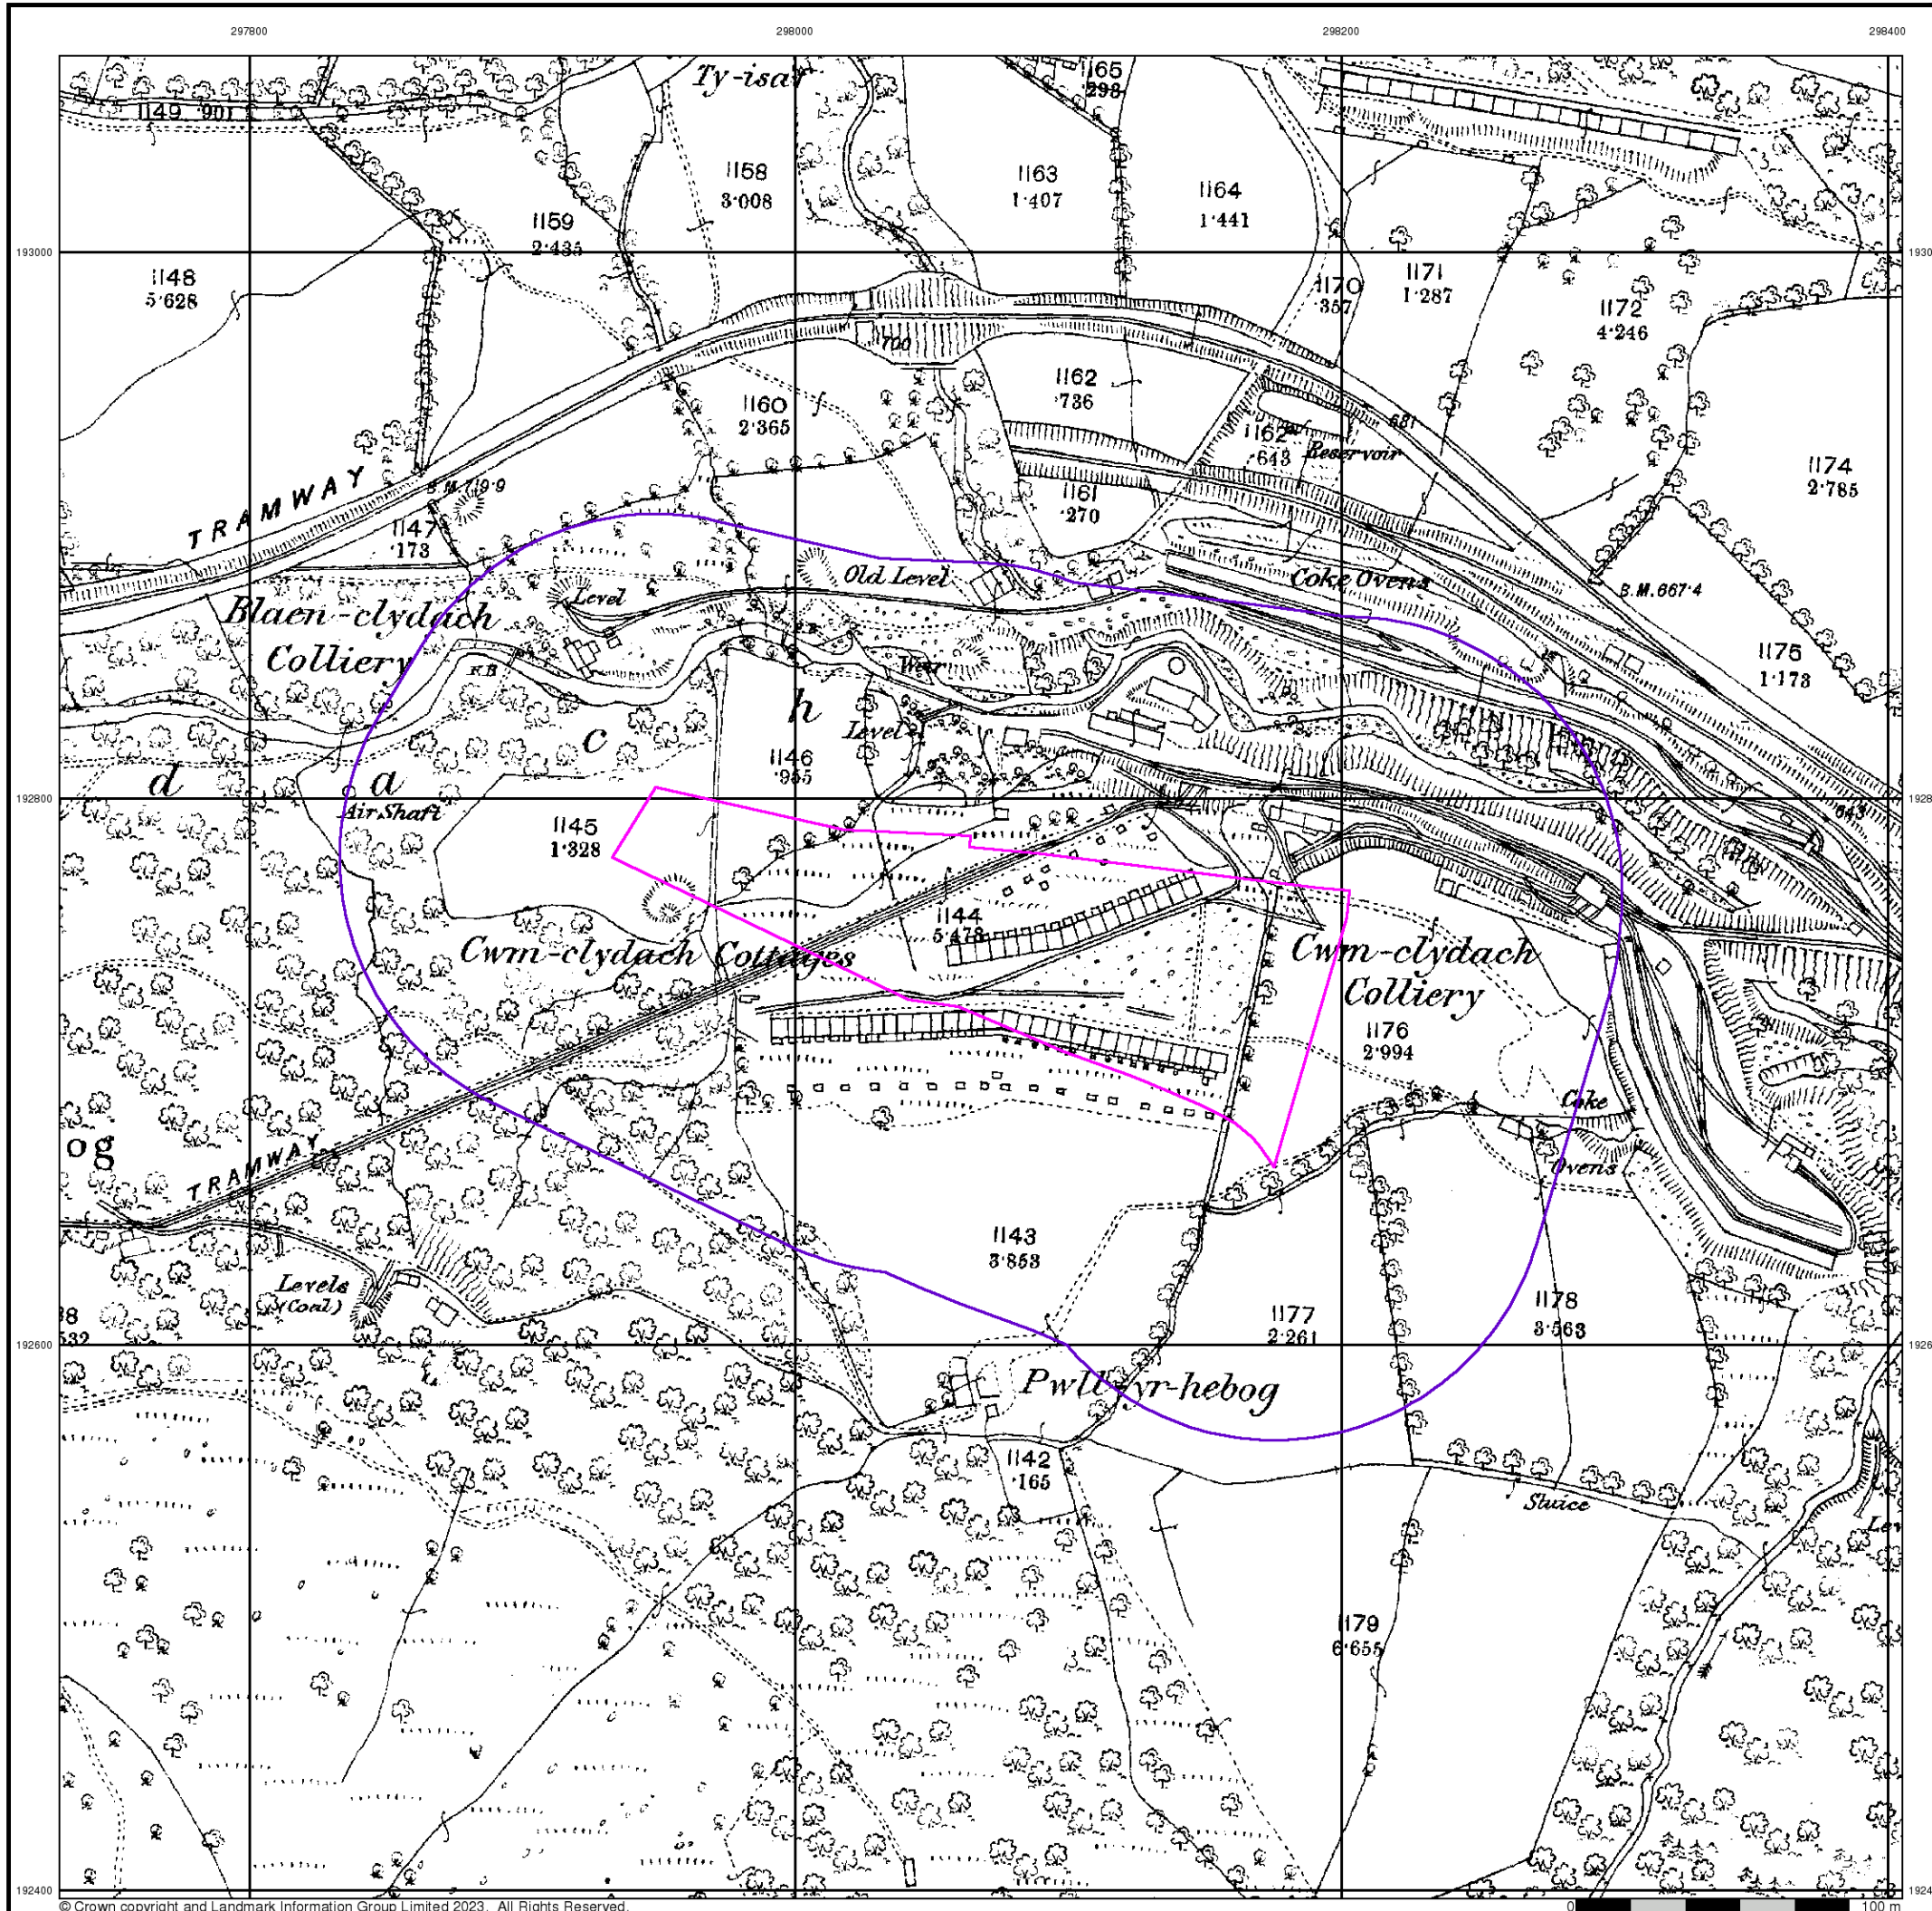 297800
298000
298200
298400
Ty-isaf
1165
·298
1149 ·901
1158
3·008
1163
1·407
1164
1·441
1159
2·435
193000
1148
5·628
1170
·357
1171
1·287
1172
4·246
700
1162
·736
1160
2·365
681
1162
·643
Reservoir
1174
2·785
TRAMWAY
B.M.719·9
1161
·270
1147
·173
Old Level
Coke Ovens
B.M.667·4
Level
Blaen-clydach
Colliery
F.B
F.B
Weir
1175
1·173
h
Level
c
1146
·955
d
a
192800
Air Shaft
643
1145
1·328
1144
5·478
Cwm-clydach Cottages
Cwm-clydach
Colliery
1176
2·994
Coke
og
TRAMWAY
Ovens
1143
3·853
Levels
(Coal)
1178
3·563
1177
2·261
192600
Pwll-yr-hebog
1142
·165
Sluice
Lev
1179
6·655
192400
© Crown copyright and Landmark Information Group Limited 2023. All Rights Reserved.
0
100 m